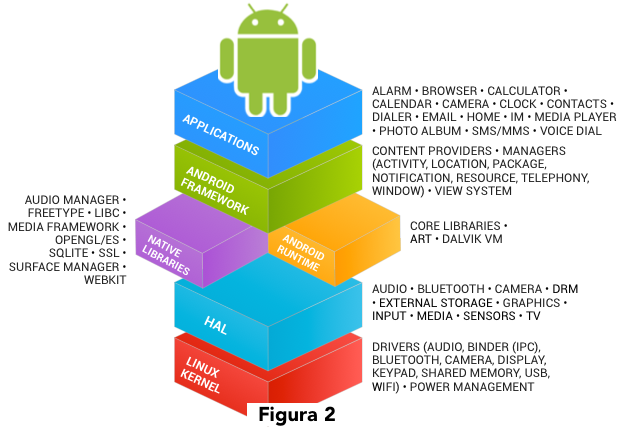 APPLICATIONS
ALARM • BROWSER • CALCULATOR •
CALENDAR • CAMERA • CLOCK • CONTACTS •
DIALER • EMAIL • HOME • IM • MEDIA PLAYER
• PHOTO ALBUM • SMS/MMS • VOICE DIAL
ANDROID
FRAMEWORK
CONTENT PROVIDERS • MANAGERS
(ACTIVITY, LOCATION, PACKAGE,
NOTIFICATION, RESOURCE, TELEPHONY,
WINDOW) • VIEW SYSTEM
AUDIO MANAGER •
FREETYPE • LIBC •
MEDIA FRAMEWORK •
OPENGL/ES •
SQLITE • SSL •
SURFACE MANAGER •
WEBKIT
NATIVE
LIBRARIES
ANDROID
RUNTIME
CORE LIBRARIES •
ART • DALVIK VM
HAL
AUDIO • BLUETOOTH • CAMERA • DRM
• EXTERNAL STORAGE • GRAPHICS •
INPUT • MEDIA • SENSORS • TV
LINUX
KERNEL
DRIVERS (AUDIO, BINDER (IPC),
BLUETOOTH, CAMERA, DISPLAY,
KEYPAD, SHARED MEMORY, USB,
WIFI) • POWER MANAGEMENT
Figura 2